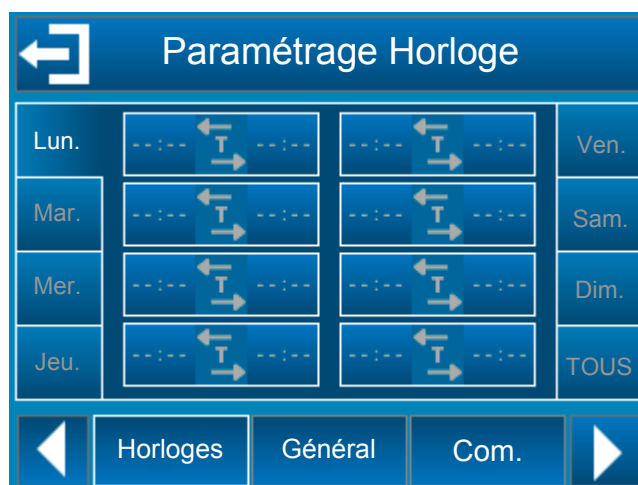 Paramétrage Horloge
Lun. --:-- T --:-- --:-- T --:-- Ven.
Mar. --:-- T --:-- --:-- T --:-- Sam.
Mer. --:-- T --:-- --:-- T --:-- Dim.
Jeu. --:-- T --:-- --:-- T --:-- TOUS
Horloges Général Com.